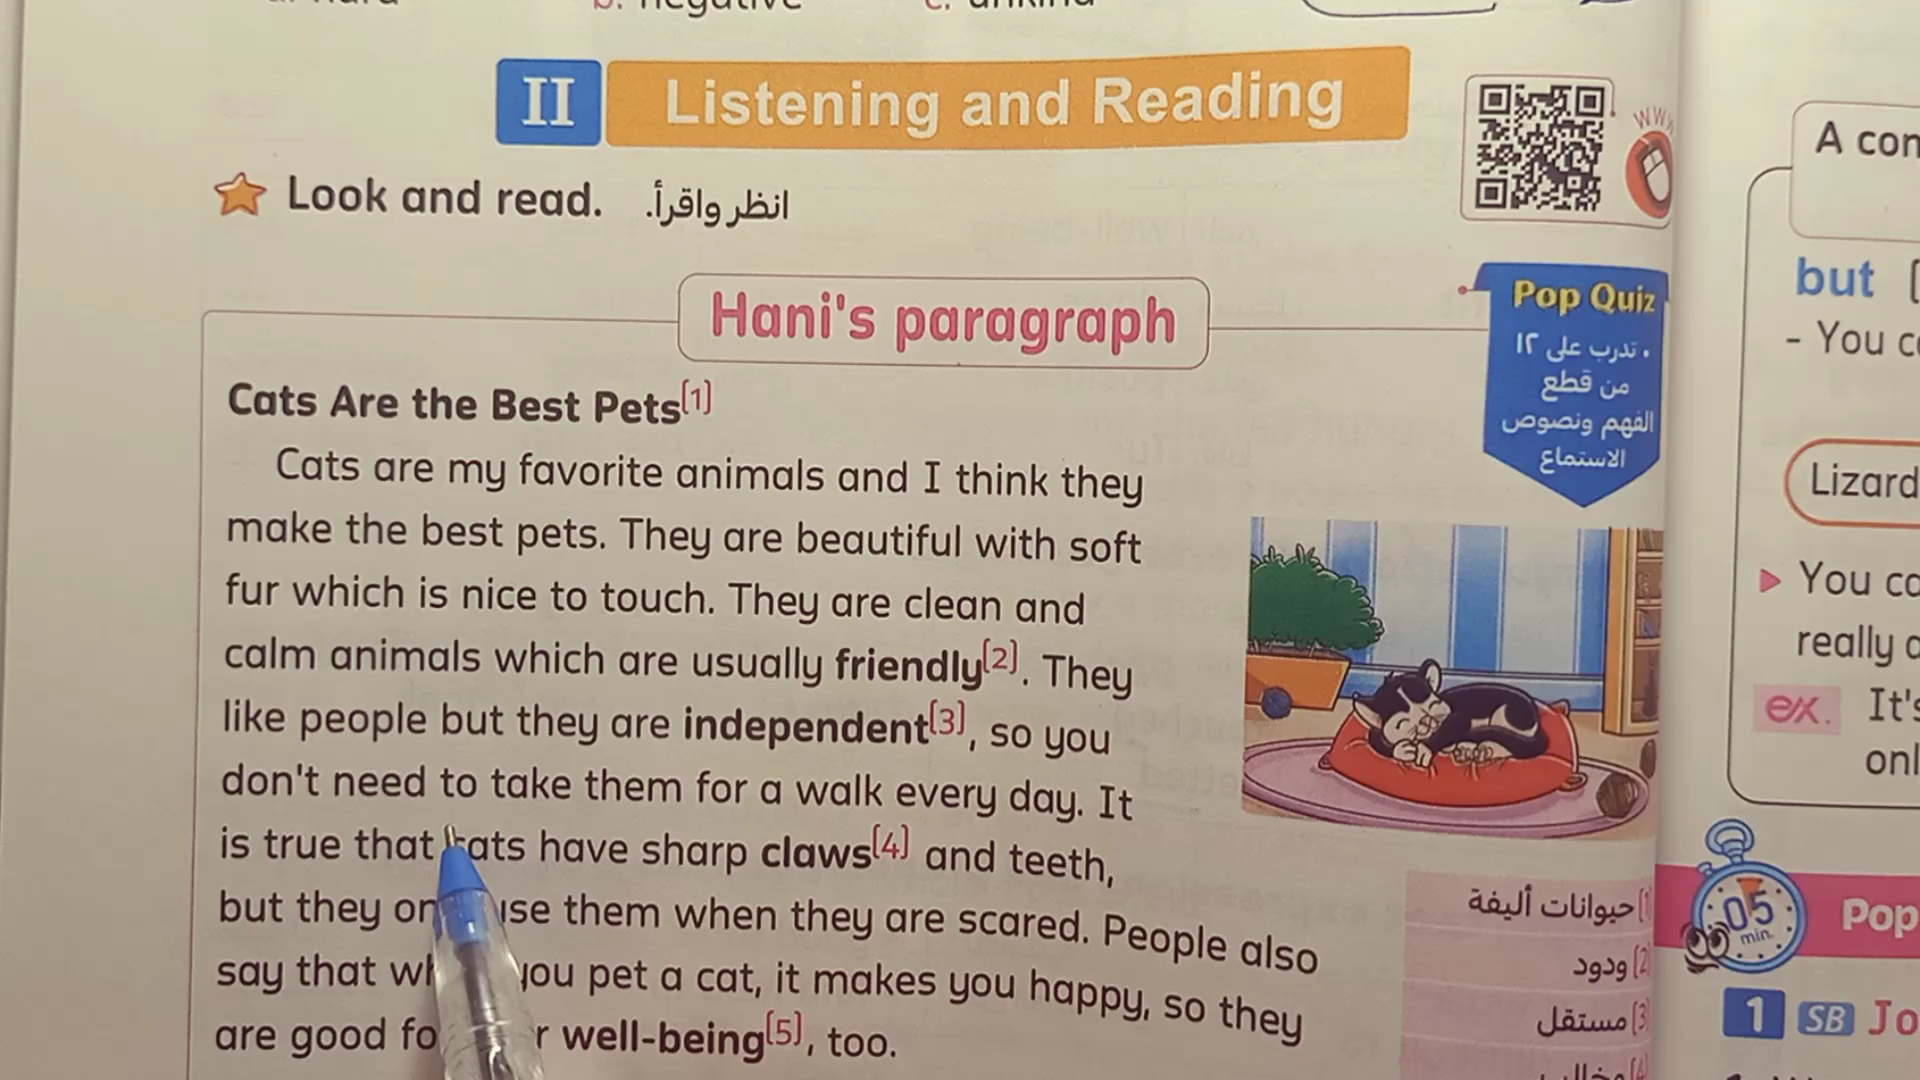 b. negative
II Listening and Reading
Look and read. انظر واقرأ.
Hani's paragraph
Pop Quiz
• تدرب على ١٢
من قطع
الفهم ونصوص
الاستماع
Cats Are the Best Pets[1]
Cats are my favorite animals and I think they
make the best pets. They are beautiful with soft
fur which is nice to touch. They are clean and
calm animals which are usually friendly[2]. They
like people but they are independent[3], so you
don't need to take them for a walk every day. It
is true that cats have sharp claws[4] and teeth,
but they use them when they are scared. People also
say that you pet a cat, it makes you happy, so they
are good well-being[5], too.
[1] حيوانات أليفة
[2] ودود
[3] مستقل
[4] مخالب
but
- You
Lizard
You
really
ex. It's
05
min.
Pop
1 SB